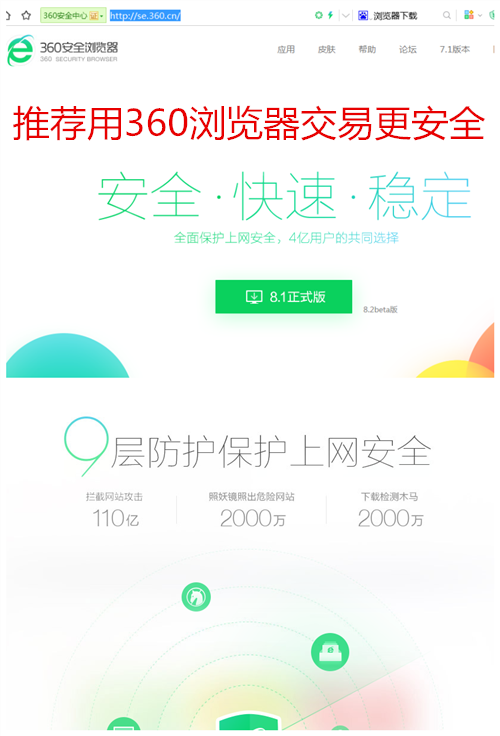 360安全中心 证 http://se.360.cn/ 浏览器下载
360安全浏览器
360 SECURITY BROWSER
应用 皮肤 帮助 论坛 7.1版本
推荐用360浏览器交易更安全
安全·快速·稳定
全面保护上网安全，4亿用户的共同选择
8.1正式版
8.2beta版
9层防护保护上网安全
拦截网站攻击 照妖镜照出危险网站 下载检测木马
110亿 2000万 2000万